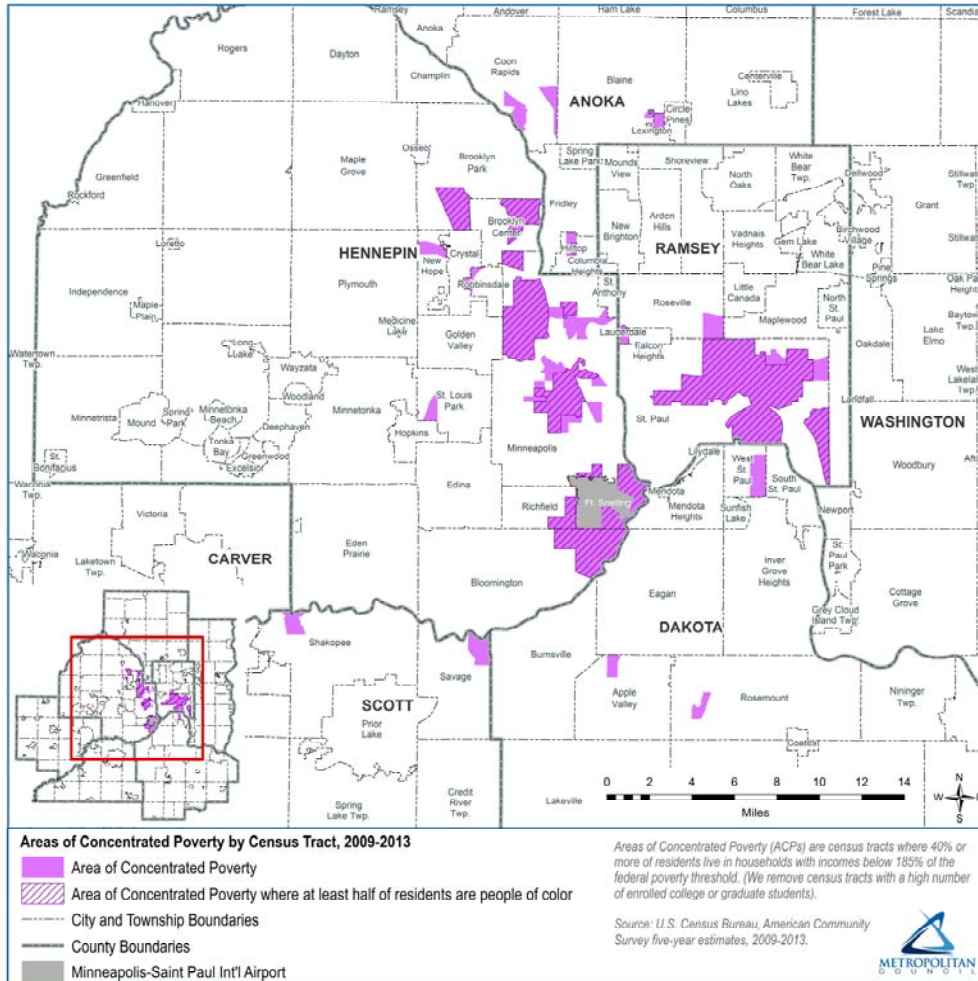 Ramsey
Andover
Ham Lake
Columbus
Forest Lake
Scandia
Anoka
Rogers
Dayton
Champlin
Coon
Rapids
Blaine
Centerville
Lino
Lakes
ANOKA
Hanover
Circle
Pines
Lexington
Osseo
Brooklyn
Park
Spring
Lake Park
Mounds
View
Shoreview
North
Oaks
White
Bear
Twp.
Dellwood
Stillwat
Twp
Maple
Grove
Greenfield
Rockford
Fridley
Grant
Brooklyn
Center
New
Brighton
Arden
Hills
Vadnais
Heights
Gem Lake
Birchwood
Village
Stillwat
Loretto
HENNEPIN
New
Hope
Crystal
Hilltop
Columbia
Heights
RAMSEY
White
Bear Lake
Pine
Springs
Independence
Plymouth
Robbinsdale
St.
Anthony
Roseville
Little
Canada
North
St.
Paul
Oak Pa
Heights
Maple
Plain
Medicine
Lake
Golden
Valley
Lauderdale
Falcon
Heights
Maplewood
Oakdale
Lake
Elmo
Baytow
Twp.
Watertown
Twp.
Long
Lake
Wayzata
West
Lakelan
Twp
Woodland
Minnetrista
Mound
Spring
Park
Minnetonka
Beach
Deephaven
Minnetonka
St. Louis
Park
Hopkins
St. Paul
Landfall
WASHINGTON
Tonka
Bay
Greenwood
Excelsior
Minneapolis
St.
Bonifacius
Lilydale
West
St.
Paul
South
St. Paul
Woodbury
Waconia
Twp.
Edina
Richfield
Ft. Snelling
Mendota
Mendota
Heights
Sunfish
Lake
Newport
Victoria
CARVER
Eden
Prairie
Waconia
Laketown
Twp.
Bloomington
Inver
Grove
Heights
St.
Paul
Park
Eagan
Cottage
Grove
Grey Cloud
Island Twp.
Shakopee
DAKOTA
Savage
Burnsville
Apple
Valley
Rosemount
Nininger
Twp.
SCOTT
Prior
Lake
Coates
Spring
Lake Twp.
Credit
River
Twp.
Lakeville
0 2 4 6 8 10 12 14
Miles
N
W
S
Areas of Concentrated Poverty by Census Tract, 2009-2013
Area of Concentrated Poverty
Area of Concentrated Poverty where at least half of residents are people of color
City and Township Boundaries
County Boundaries
Minneapolis-Saint Paul Int'l Airport
Areas of Concentrated Poverty (ACPs) are census tracts where 40% or
more of residents live in households with incomes below 185% of the
federal poverty threshold. (We remove census tracts with a high number
of enrolled college or graduate students).
Source: U.S. Census Bureau, American Community
Survey five-year estimates, 2009-2013.
METROPOLITAN
COUNCIL